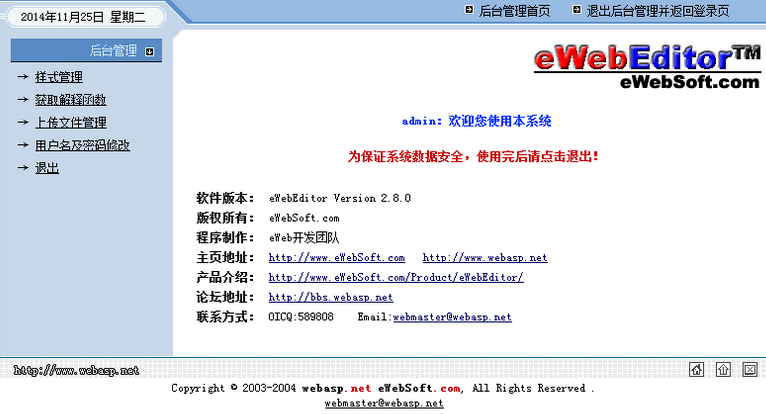 2014年11月25日 星期二
后台管理首页 退出后台管理并返回登录页
后台管理
→ 样式管理
→ 获取解释函数
→ 上传文件管理
→ 用户名及密码修改
→ 退出
eWebEditor™
eWebSoft.com
admin: 欢迎您使用本系统
为保证系统数据安全，使用完后请点击退出!
软件版本： eWebEditor Version 2.8.0
版权所有： eWebSoft.com
程序制作： eWeb开发团队
主页地址： http://www.eWebSoft.com http://www.webasp.net
产品介绍： http://www.eWebSoft.com/Product/eWebEditor/
论坛地址： http://bbs.webasp.net
联系方式： OICQ:589808 Email:webmaster@webasp.net
http://www.webasp.net
Copyright © 2003-2004 webasp.net eWebSoft.com, All Rights Reserved .
webmaster@webasp.net